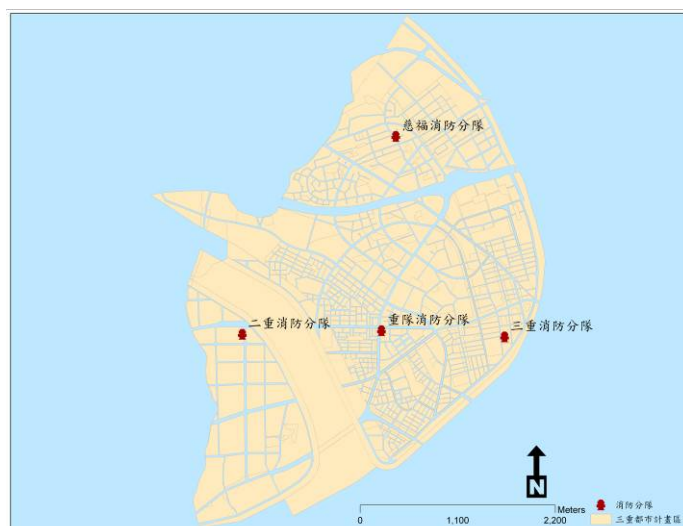 慈福消防分隊
二重消防分隊
重陽消防分隊
三重消防分隊
N
Meters
0 1,100 2,200
消防分隊
三重都市計畫區